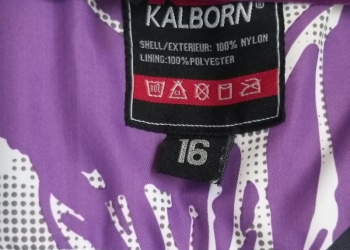 KALBORN®
SHELL/EXTERIEUR: 100% NYLON
LINING:100%POLYESTER
16